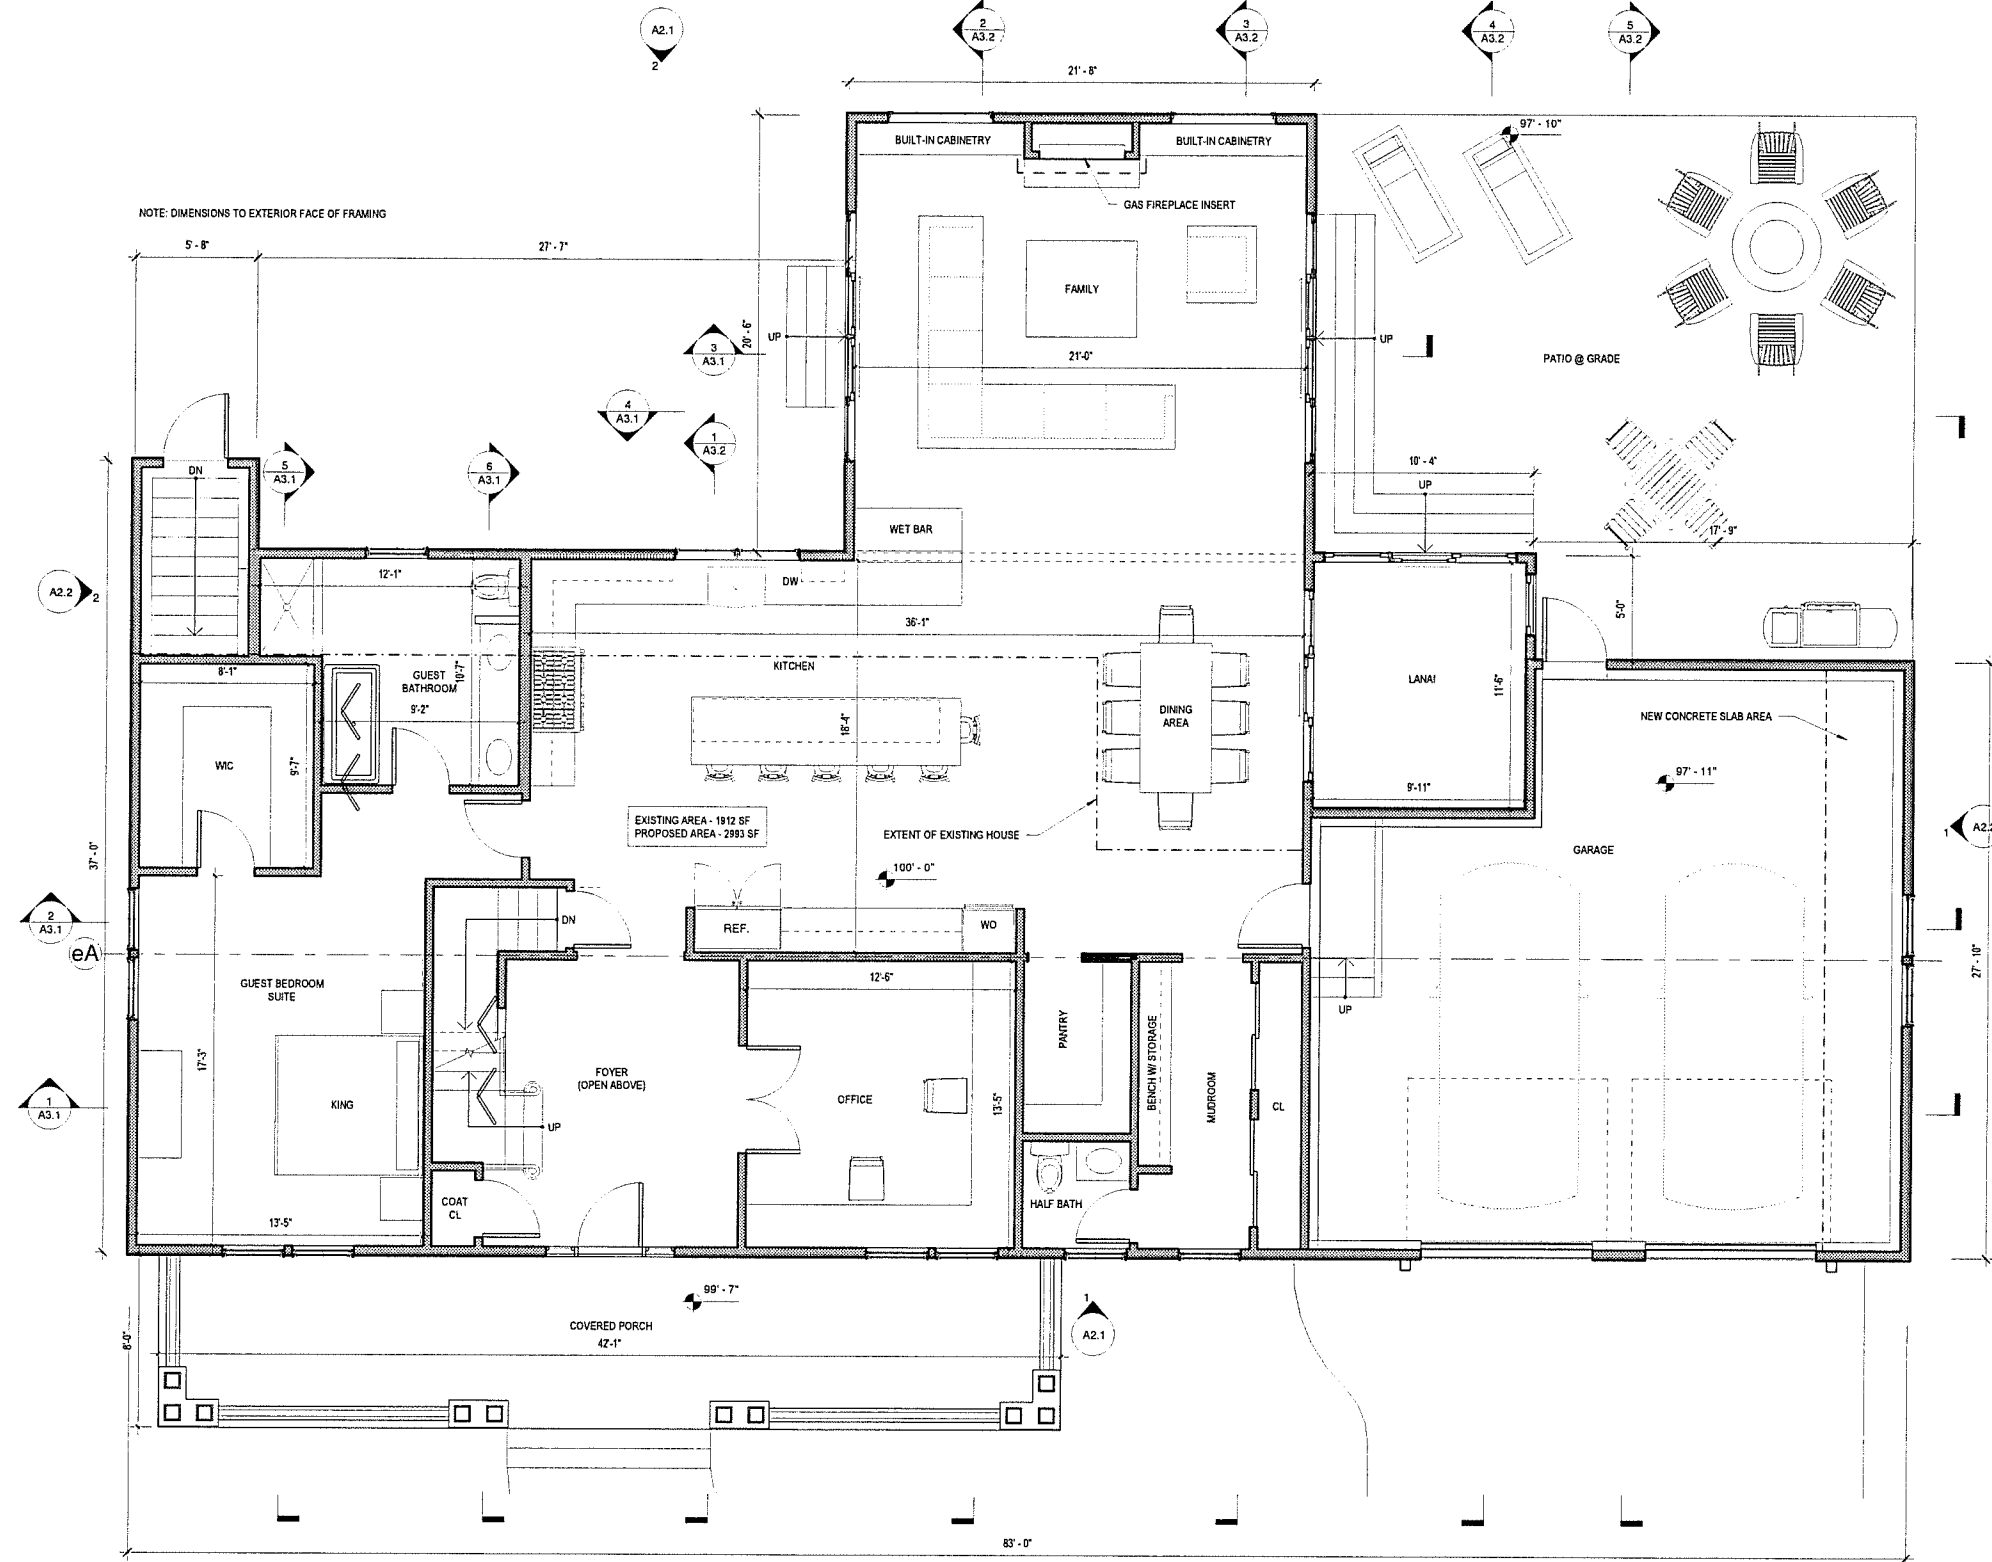 A2.1
2
2
A3.2
3
A3.2
4
A3.2
5
A3.2
21' - 8"
BUILT-IN CABINETRY
BUILT-IN CABINETRY
97' - 10"
GAS FIREPLACE INSERT
NOTE: DIMENSIONS TO EXTERIOR FACE OF FRAMING
5' - 8"
27' - 7"
FAMILY
20' - 6"
UP
UP
3
A3.1
21'-0"
PATIO @ GRADE
4
A3.1
1
A3.2
10' - 4"
UP
DN
5
A3.1
6
A3.1
WET BAR
17' - 9"
12'-1"
DW
A2.2
2
5'-0"
36'-1"
KITCHEN
8'-1"
GUEST
BATHROOM
10'-7"
9'-2"
LANAI
11'-6"
DINING
AREA
NEW CONCRETE SLAB AREA
18'-4"
WIC
9'-7"
97' - 11"
9'-11"
EXISTING AREA - 1912 SF
PROPOSED AREA - 2993 SF
EXTENT OF EXISTING HOUSE
1
A2.2
37' - 0"
GARAGE
100' - 0"
2
A3.1
DN
REF.
WO
eA
27' - 10"
GUEST BEDROOM
SUITE
12'-6"
UP
PANTRY
BENCH W/ STORAGE
17'-3"
FOYER
(OPEN ABOVE)
OFFICE
13'-5"
MUDROOM
CL
KING
1
A3.1
UP
COAT
CL
HALF BATH
13'-5"
99' - 7"
1
A2.1
COVERED PORCH
42'-1"
8'-0"
83' - 0"